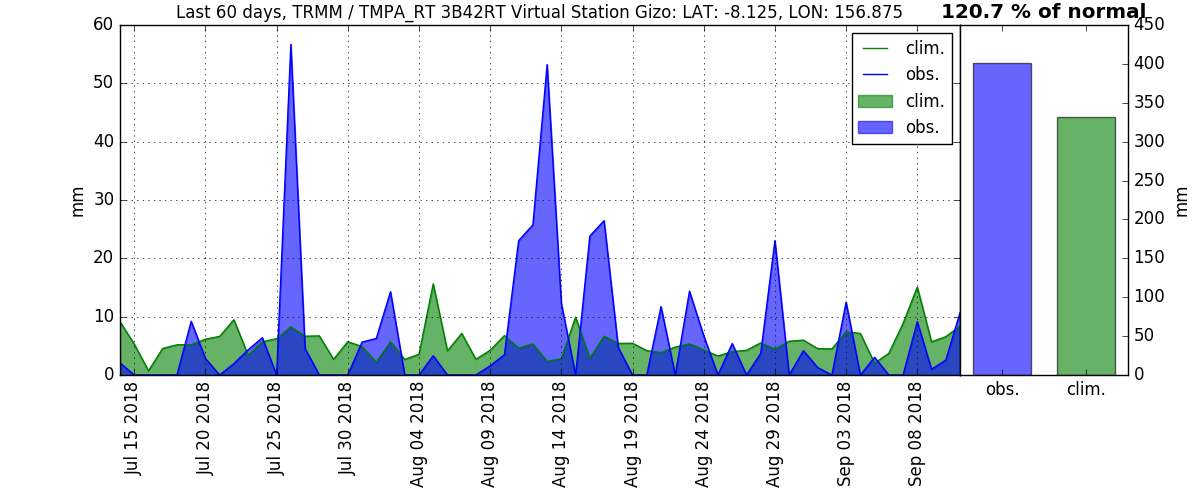 Last 60 days, TRMM / TMPA_RT 3B42RT Virtual Station Gizo: LAT: -8.125, LON: 156.875
120.7 % of normal
60
50
40
30
20
10
0
mm
clim.
obs.
clim.
obs.
450
400
350
300
250
200
150
100
50
0
mm
Jul 15 2018
Jul 20 2018
Jul 25 2018
Jul 30 2018
Aug 04 2018
Aug 09 2018
Aug 14 2018
Aug 19 2018
Aug 24 2018
Aug 29 2018
Sep 03 2018
Sep 08 2018
obs.
clim.